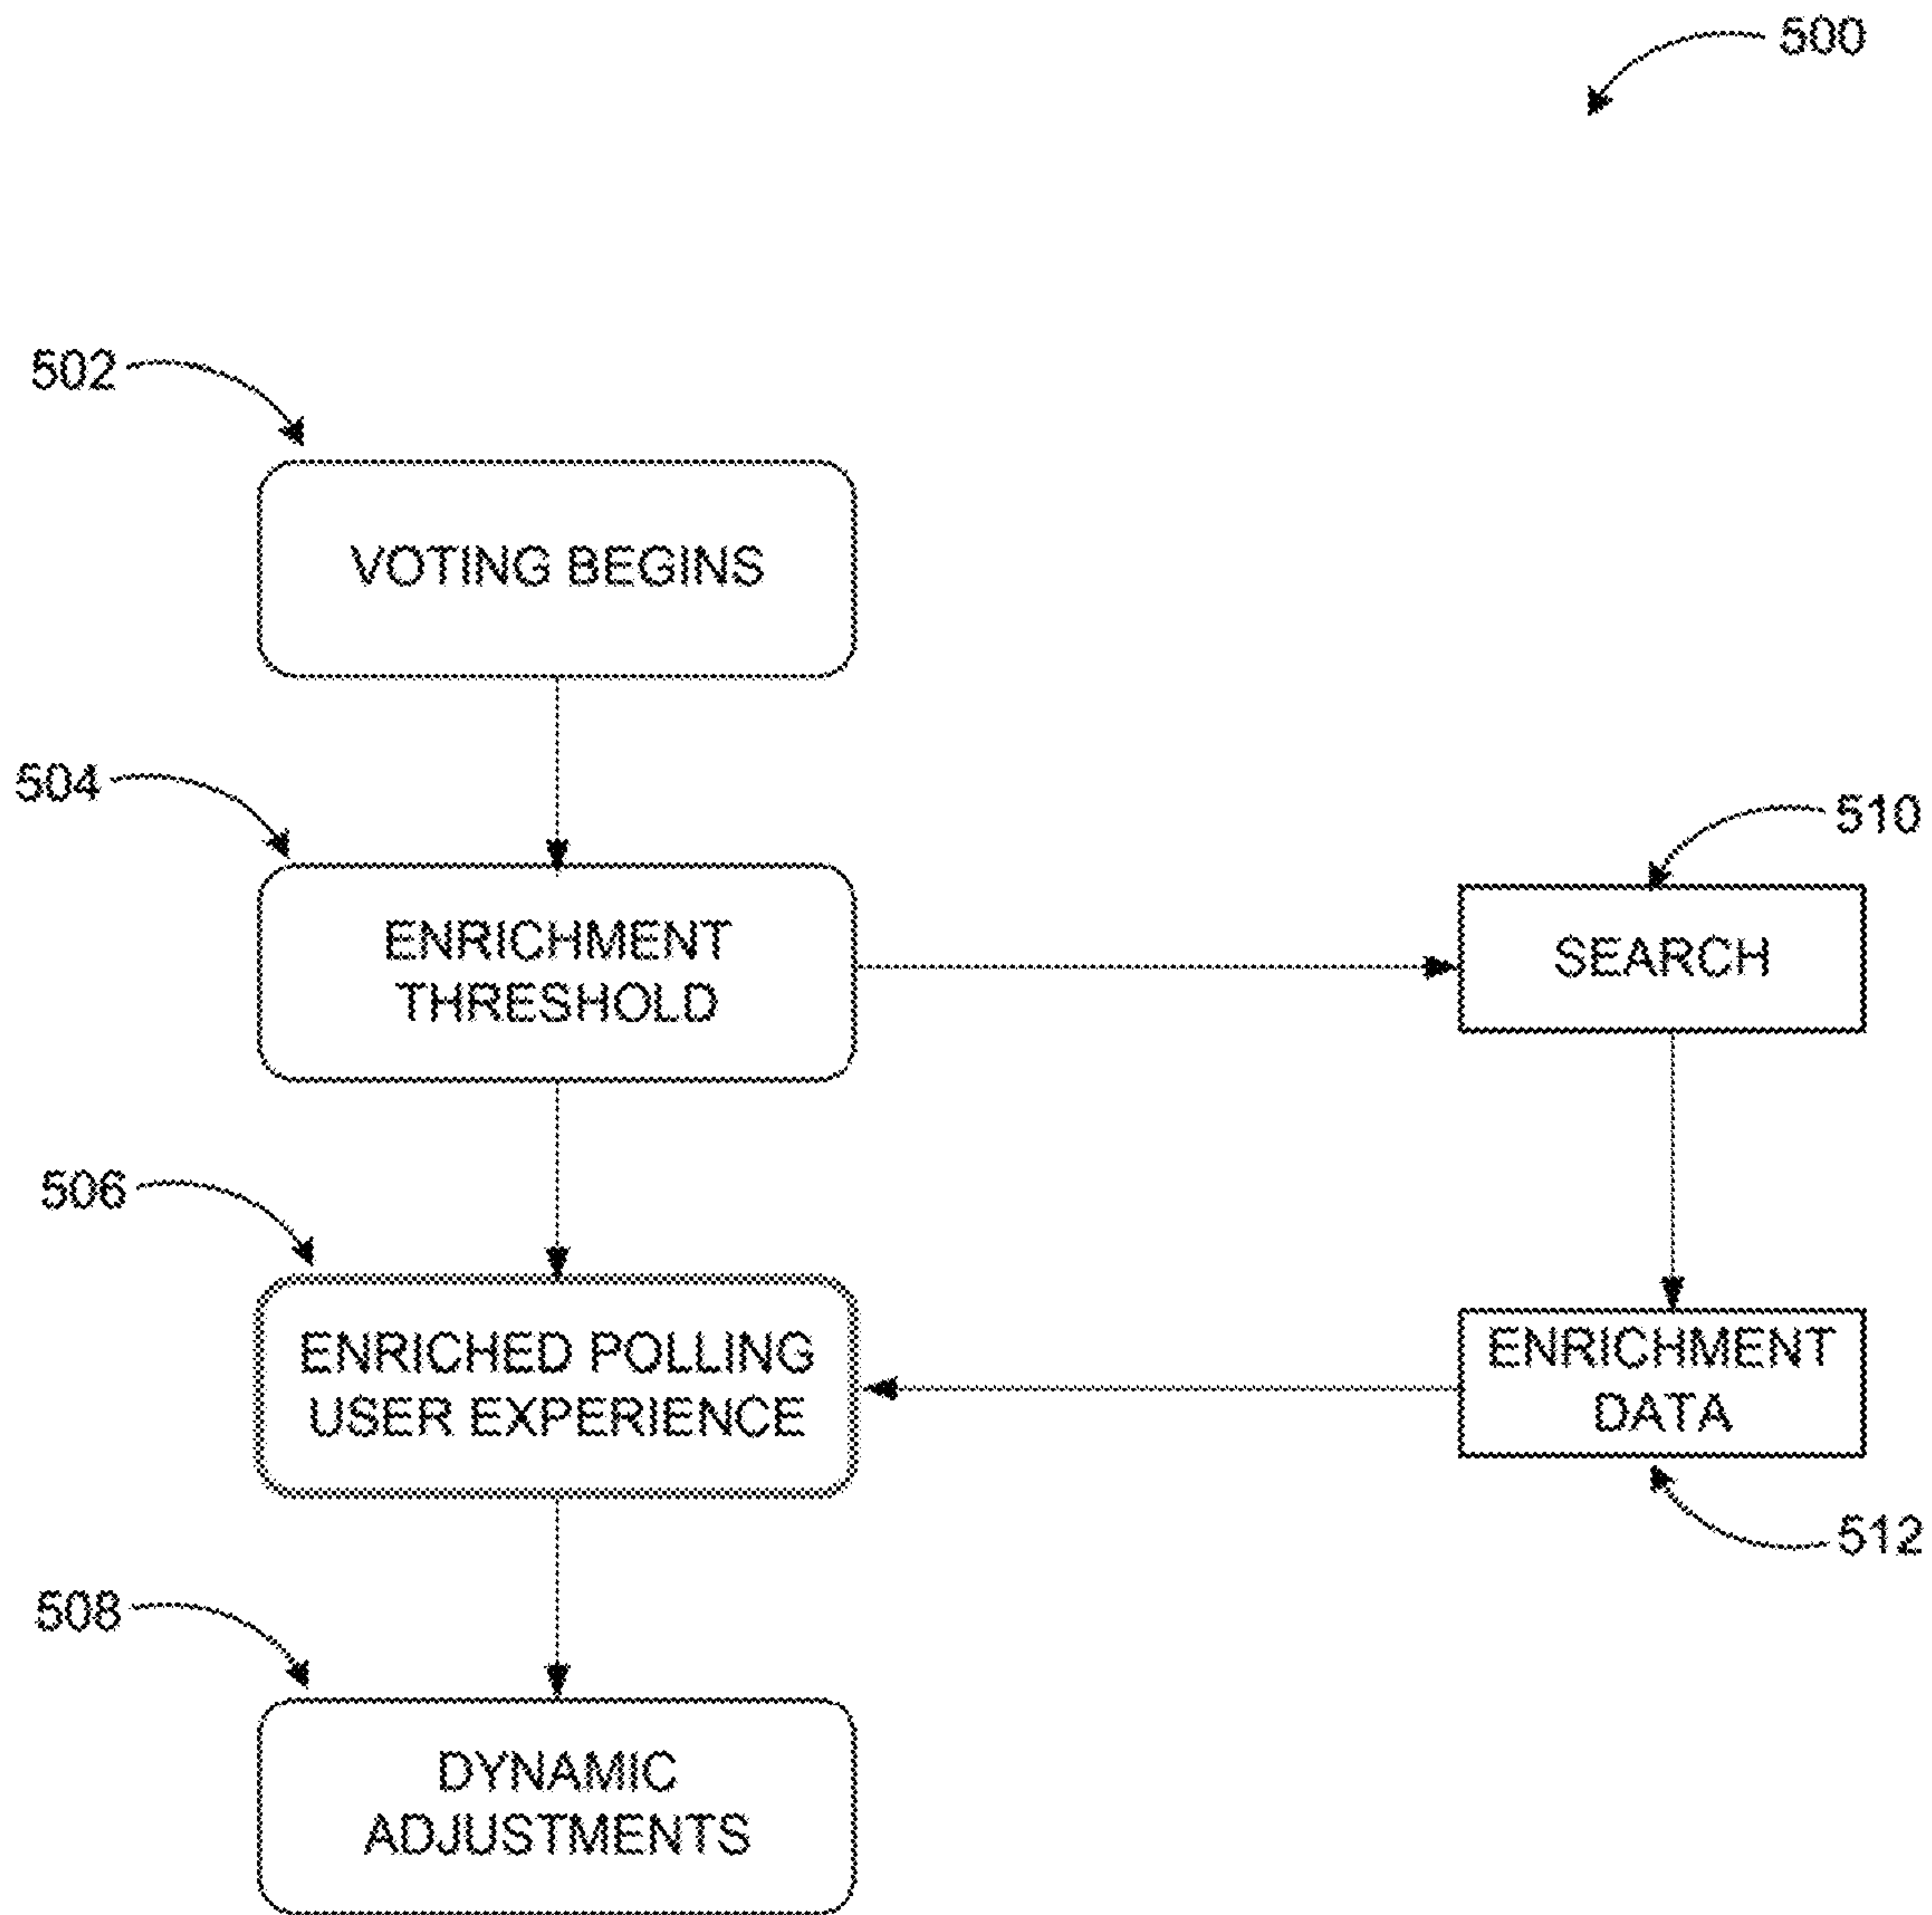 500
502
VOTING BEGINS
504
ENRICHMENT
THRESHOLD
510
SEARCH
506
ENRICHED POLLING
USER EXPERIENCE
ENRICHMENT
DATA
512
508
DYNAMIC
ADJUSTMENTS